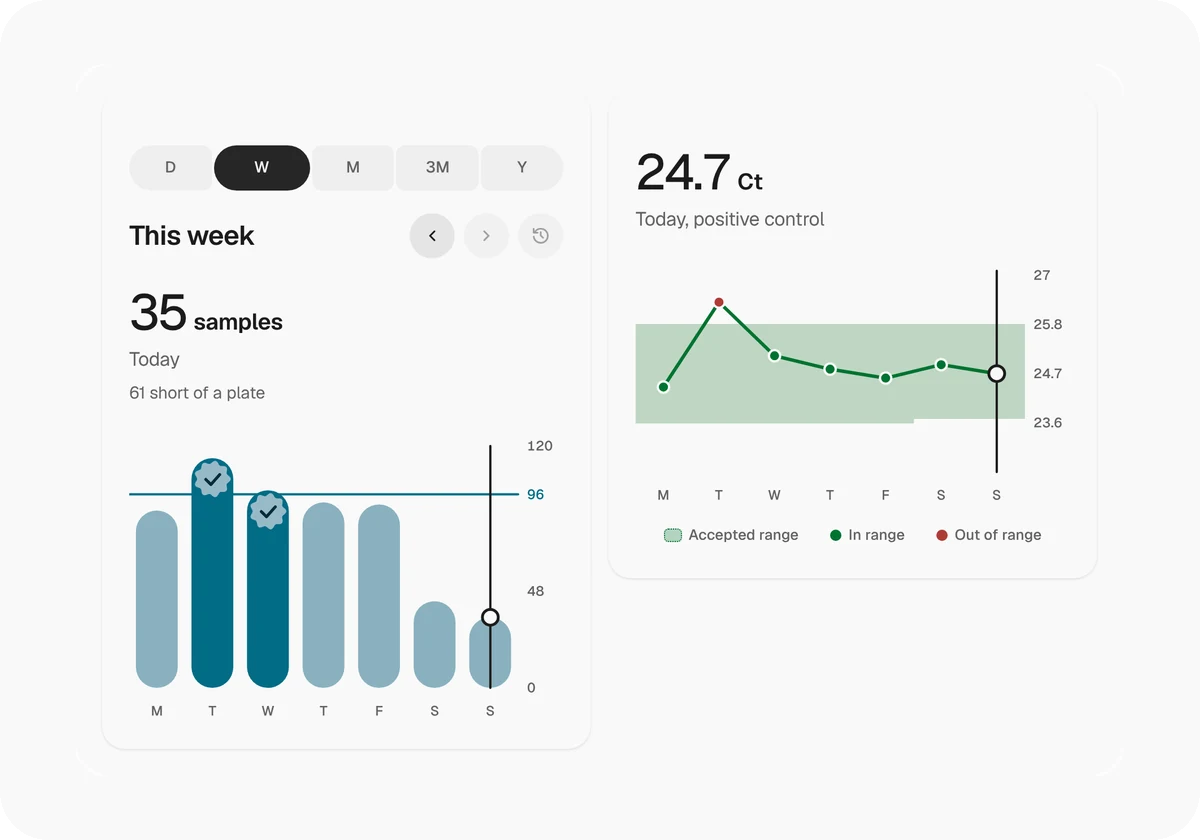 D W M 3M Y
This week
35 samples
Today
61 short of a plate
120
96
48
0
M T W T F S S
24.7 Ct
Today, positive control
27
25.8
24.7
23.6
M T W T F S S
Accepted range In range Out of range